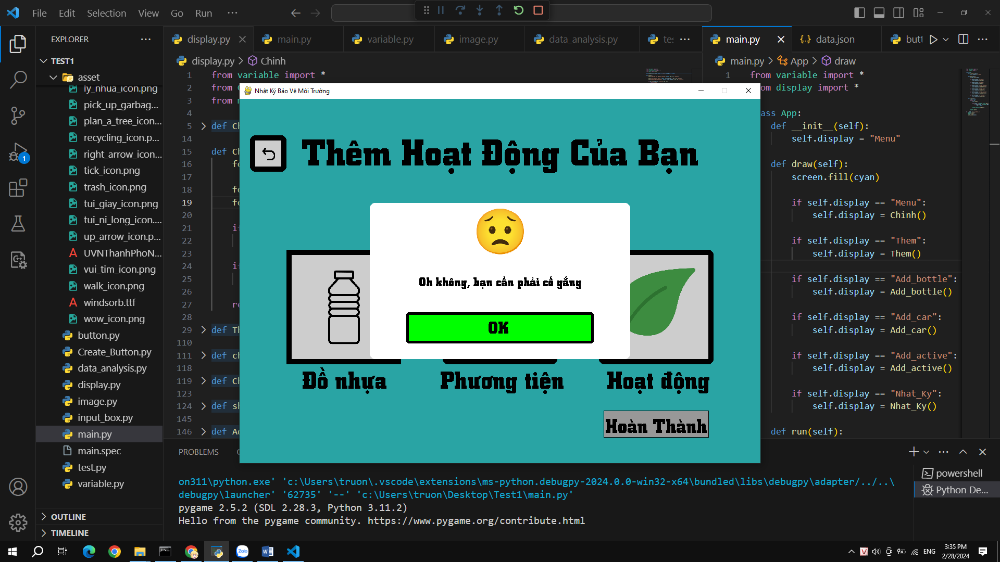 File Edit Selection View Go Run ···
EXPLORER ···
TEST1
asset
ly_nhua_icon.png
pick_up_garbag...
plan_a_tree_icon...
recycling_icon.p...
right_arrow_icon...
tick_icon.png
trash_icon.png
tui_giay_icon.png
tui_ni_long_icon....
up_arrow_icon.p...
UVNThanhPhoN...
vui_tim_icon.png
walk_icon.png
windsorb.ttf
wow_icon.png
button.py
Create_Button.py
data_analysis.py
display.py
image.py
input_box.py
main.py
main.spec
test.py
variable.py
OUTLINE
TIMELINE
1
display.py main.py variable.py image.py data_analysis.py ···
display.py > Chinh
1 from variable import *
2 from
3 from
4
5 def
14
15 def
16
17
18
19
20
21
22
23
24
25
26
27
28
29 def
110
111 def
118
119 def
123
124 def
145
146 def
Nhật Ký Bảo Vệ Môi Trường
Thêm Hoạt Động Của Bạn
Oh không, bạn cần phải cố gắng
OK
Đồ nhựa Phương tiện Hoạt động
Hoàn Thành
main.py data.json ···
main.py > App > draw
1 from variable import *
display import *
App:
def __init__(self):
self.display = "Menu"
def draw(self):
screen.fill(cyan)
if self.display == "Menu":
self.display = Chinh()
if self.display == "Them":
self.display = Them()
if self.display == "Add_bottle":
self.display = Add_bottle()
if self.display == "Add_car":
self.display = Add_car()
if self.display == "Add_active":
self.display = Add_active()
if self.display == "Nhat_Ky":
self.display = Nhat_Ky()
def run(self):
PROBLEMS
on311\python.exe' 'c:\Users\truon\.vscode\extensions\ms-python.debugpy-2024.0.0-win32-x64\bundled\libs\debugpy\adapter/../..\
debugpy\launcher' '62735' '--' 'c:\Users\truon\Desktop\Test1\main.py'
pygame 2.5.2 (SDL 2.28.3, Python 3.11.2)
Hello from the pygame community. https://www.pygame.org/contribute.html
powershell
Python De...
Zalo
ENG
3:35 PM
2/28/2024